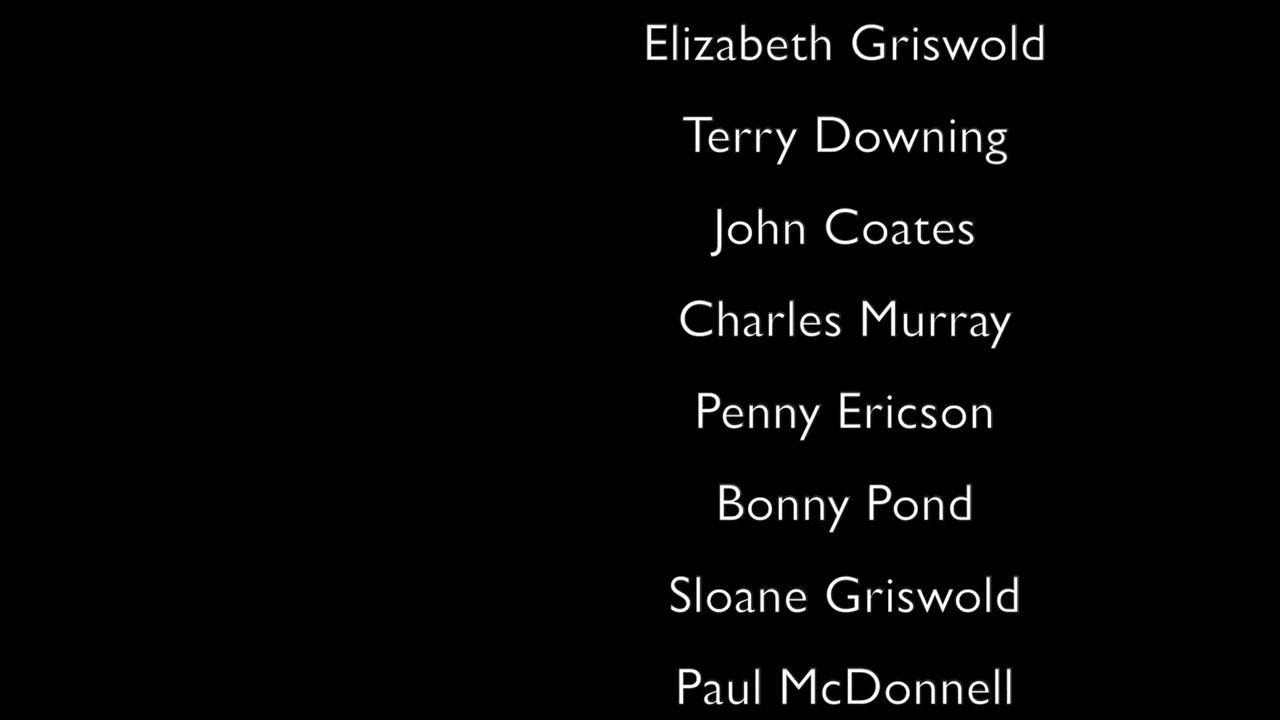 Elizabeth Griswold
Terry Downing
John Coates
Charles Murray
Penny Ericson
Bonny Pond
Sloane Griswold
Paul McDonnell